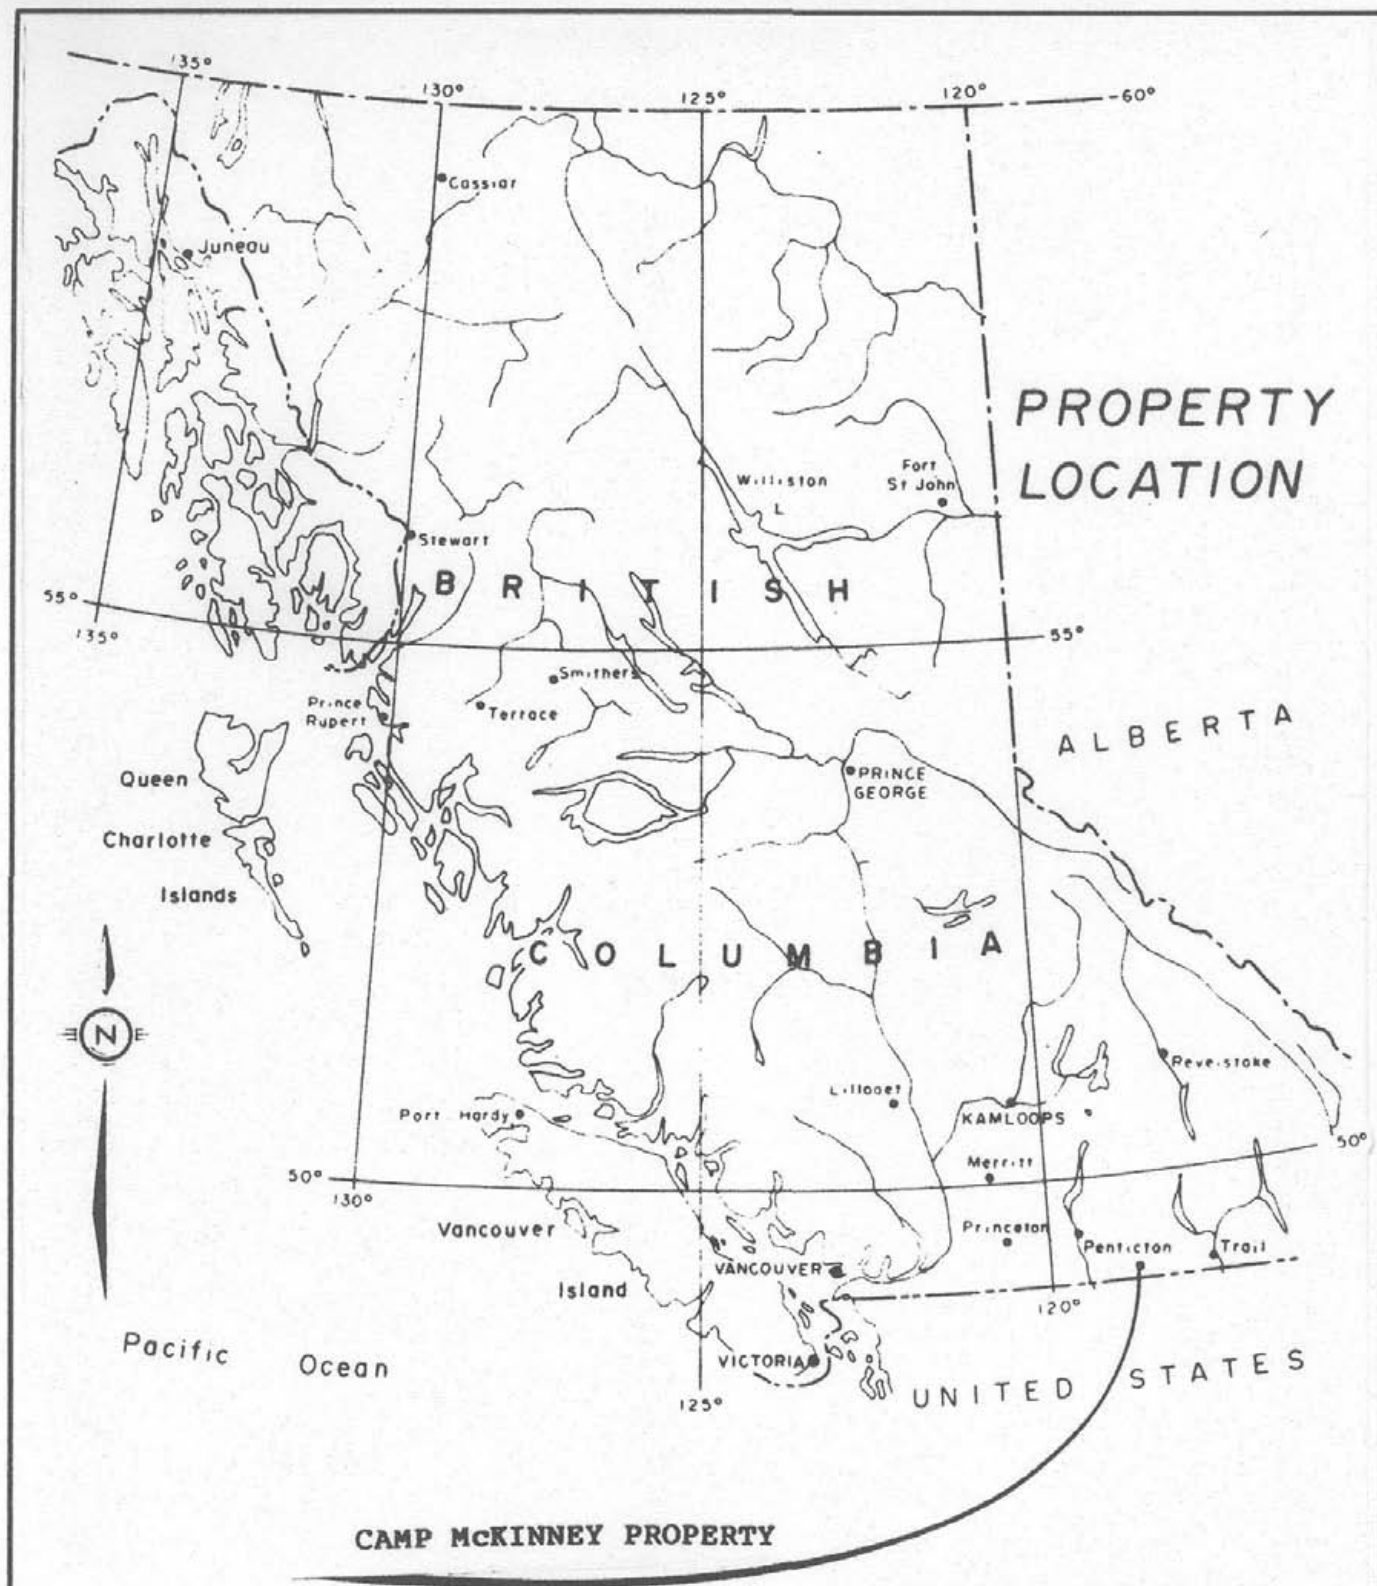 135°
130°
125°
120°
60°
Cassiar
Juneau
PROPERTY
LOCATION
Williston
L
Fort
St John
Stewart
BRITISH
55°
135°
55°
Smithers
Terrace
Prince
Rupert
ALBERTA
Queen
Charlotte
Islands
PRINCE
GEORGE
COLUMBIA
N
Revelstoke
Lillooet
KAMLOOPS
Port Hardy
Merritt
50°
50°
130°
Vancouver
Island
Princeton
Penticton
Trail
VANCOUVER
120°
Pacific Ocean
VICTORIA
UNITED STATES
125°
CAMP McKINNEY PROPERTY